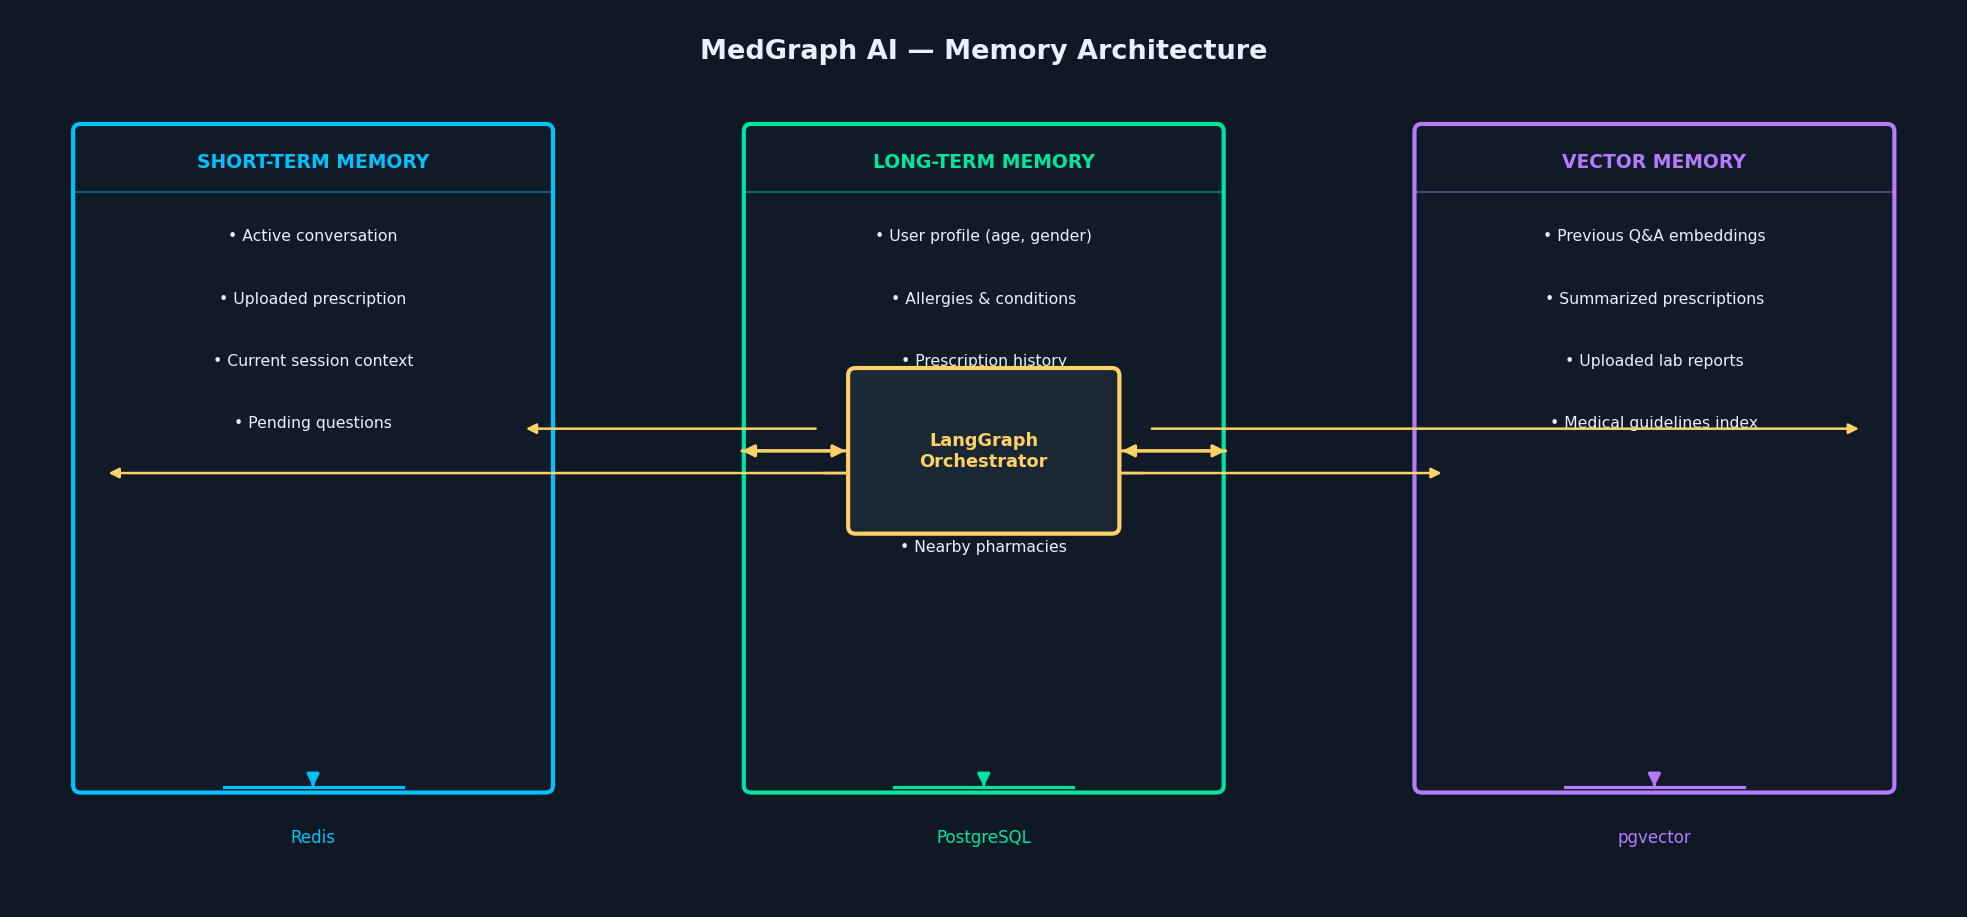 MedGraph AI — Memory Architecture
SHORT-TERM MEMORY
• Active conversation
• Uploaded prescription
• Current session context
• Pending questions
Redis
LONG-TERM MEMORY
• User profile (age, gender)
• Allergies & conditions
• Prescription history
LangGraph
Orchestrator
• Nearby pharmacies
PostgreSQL
VECTOR MEMORY
• Previous Q&A embeddings
• Summarized prescriptions
• Uploaded lab reports
• Medical guidelines index
pgvector